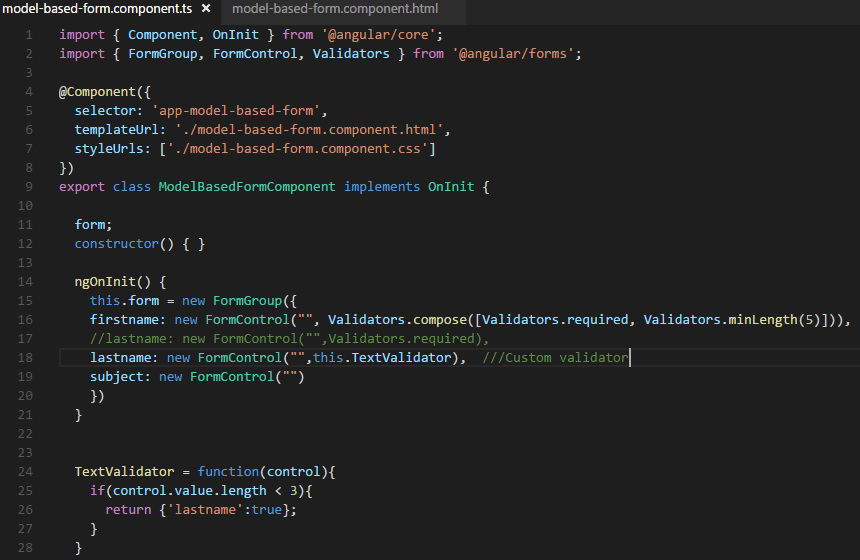 model-based-form.component.ts × model-based-form.component.html
1 import { Component, OnInit } from '@angular/core';
2 import { FormGroup, FormControl, Validators } from '@angular/forms';
3
4 @Component({
5 selector: 'app-model-based-form',
6 templateUrl: './model-based-form.component.html',
7 styleUrls: ['./model-based-form.component.css']
8 })
9 export class ModelBasedFormComponent implements OnInit {
10
11 form;
12 constructor() { }
13
14 ngOnInit() {
15 this.form = new FormGroup({
16 firstname: new FormControl("", Validators.compose([Validators.required, Validators.minLength(5)])),
17 //lastname: new FormControl("",Validators.required),
18 lastname: new FormControl("",this.TextValidator), ///Custom validator
19 subject: new FormControl("")
20 })
21 }
22
23
24 TextValidator = function(control){
25 if(control.value.length < 3){
26 return {'lastname':true};
27 }
28 }